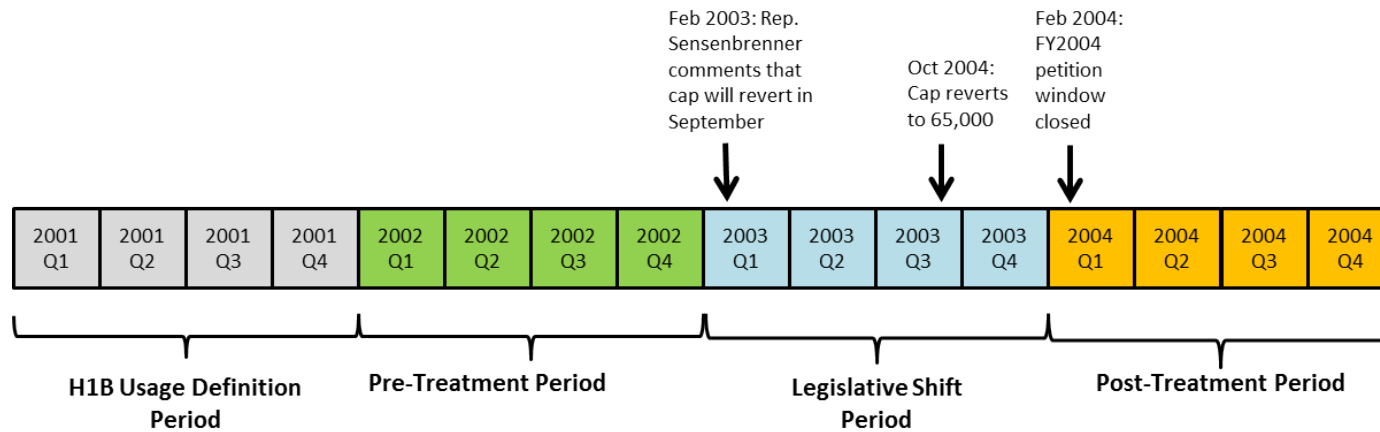 Feb 2003: Rep.
Sensenbrenner
comments that
cap will revert in
September
Oct 2004:
Cap reverts
to 65,000
Feb 2004:
FY2004
petition
window
closed
2001
Q1
2001
Q2
2001
Q3
2001
Q4
2002
Q1
2002
Q2
2002
Q3
2002
Q4
2003
Q1
2003
Q2
2003
Q3
2003
Q4
2004
Q1
2004
Q2
2004
Q3
2004
Q4
H1B Usage Definition
Period
Pre-Treatment Period
Legislative Shift
Period
Post-Treatment Period